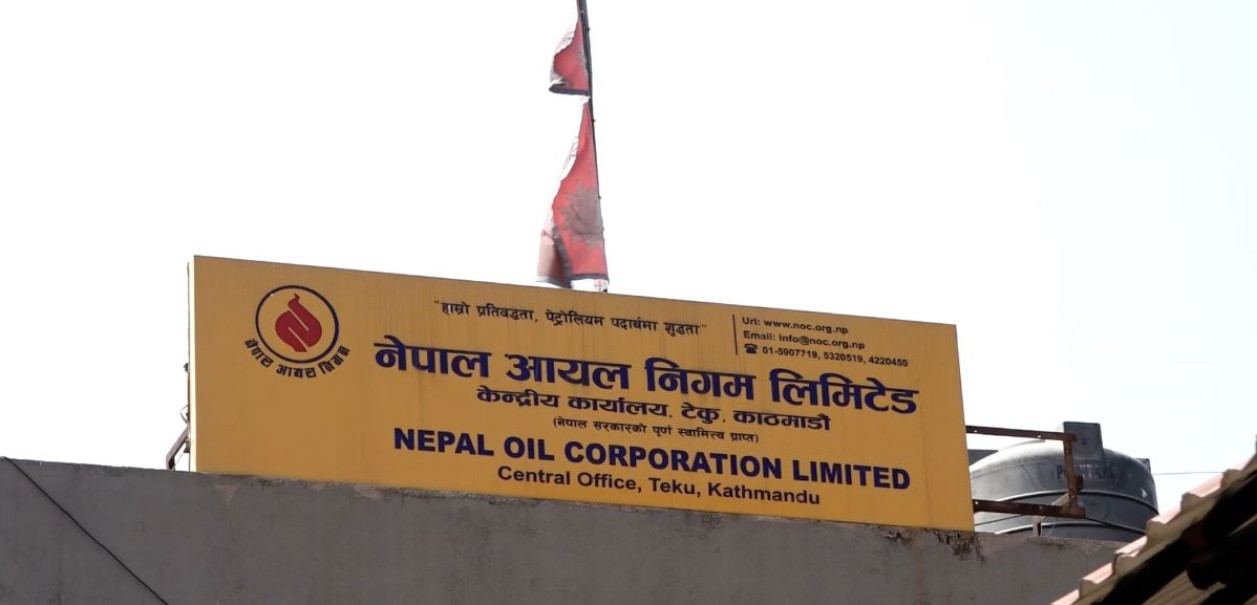 "हाम्रो प्रतिवद्धता, पेट्रोलियम पदार्थमा शुद्धता"
Url: www.noc.org.np
Email: info@noc.org.np
☎ 01-5907719, 5320519, 4220459
नेपाल आयल निगम
नेपाल आयल निगम लिमिटेड
केन्द्रीय कार्यालय, टेकु, काठमाडौं
(नेपाल सरकारको पूर्ण स्वामित्व प्राप्त)
NEPAL OIL CORPORATION LIMITED
Central Office, Teku, Kathmandu